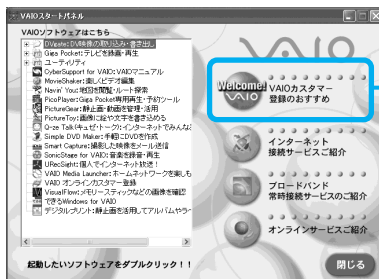 VAIOスタートパネル
VAIOソフトウェアはこちら
DVgate:DV映像の取り込み・書き出し
Giga Pocket:テレビを録画・再生
ユーティリティ
CyberSupport for VAIO:VAIOマニュアル
MovieShaker:楽しくビデオ編集
Navin' You:地図を閲覧・ルート探索
PicoPlayer:Giga Pocket専用再生・予約ツール
PictureGear:静止画・動画を管理・活用
PictureToy:画像に絵や文字を書き込める
Q-ze Talk(キュゼ・トーク):インターネットでみんな
Simple DVD Maker:手軽にDVDを作成
Smart Capture:撮影した映像をメール送信
SonicStage for VAIO:音楽を録音・再生
URecSight:個人でインターネット放送!
VAIO Media Launcher:ホームネットワークを楽しも
VAIO オンラインカスタマー登録
VisualFlow:メモリースティックなどの画像を確認
できるWindows for VAIO
デジタルプリント:静止画を活用してアルバムやラベ
起動したいソフトウェアをダブルクリック!!
VAIO
Welcome!
VAIO
VAIOカスタマー
登録のおすすめ
インターネット
接続サービスご紹介
ブロードバンド
常時接続サービスのご紹介
オンラインサービスご紹介
閉じる